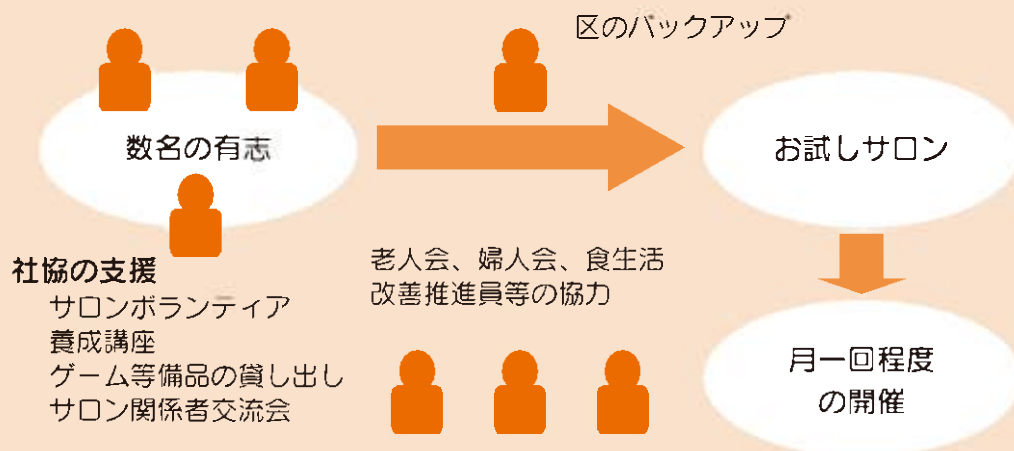 区のバックアップ
数名の有志
お試しサロン
社協の支援
サロンボランティア
養成講座
ゲーム等備品の貸し出し
サロン関係者交流会
老人会、婦人会、食生活
改善推進員等の協力
月一回程度
の開催